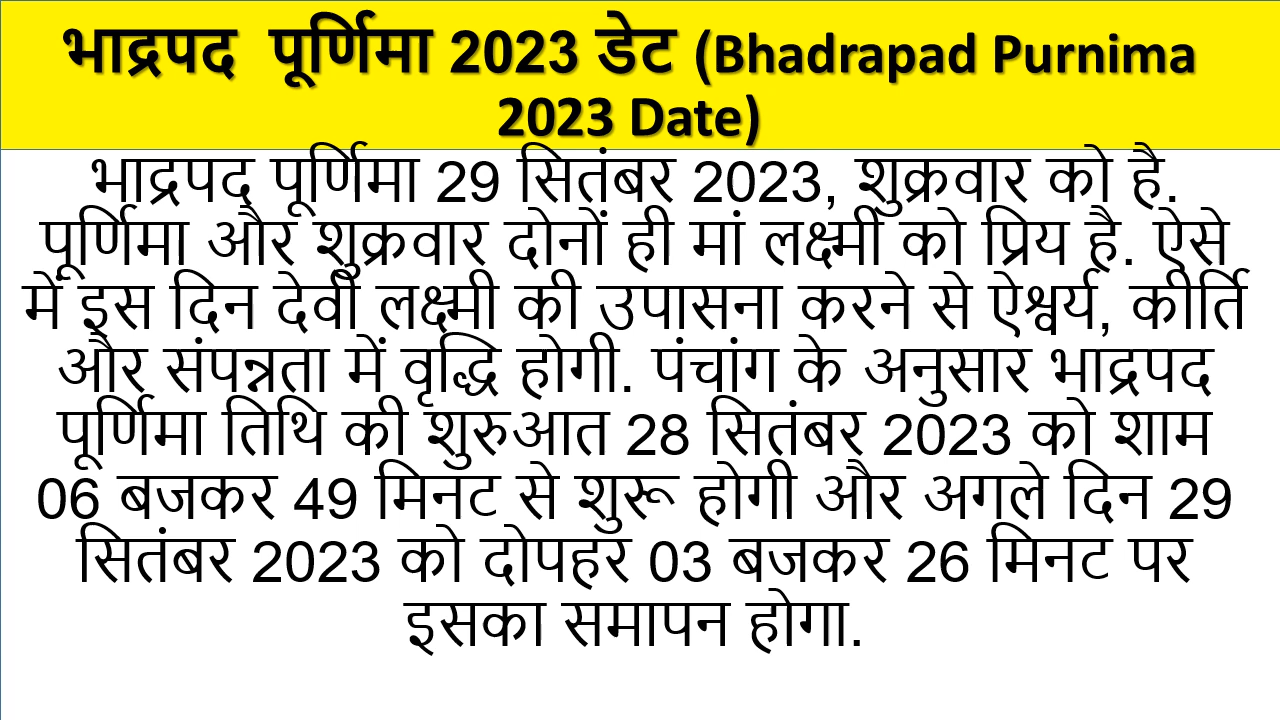 भाद्रपद पूर्णिमा 2023 डेट (Bhadrapad Purnima
2023 Date)
भाद्रपद पूर्णिमा 29 सितंबर 2023, शुक्रवार को है.
पूर्णिमा और शुक्रवार दोनों ही मां लक्ष्मी को प्रिय है. ऐसे
में इस दिन देवी लक्ष्मी की उपासना करने से ऐश्वर्य, कीर्ति
और संपन्नता में वृद्धि होगी. पंचांग के अनुसार भाद्रपद
पूर्णिमा तिथि की शुरुआत 28 सितंबर 2023 को शाम
06 बजकर 49 मिनट से शुरू होगी और अगले दिन 29
सितंबर 2023 को दोपहर 03 बजकर 26 मिनट पर
इसका समापन होगा.